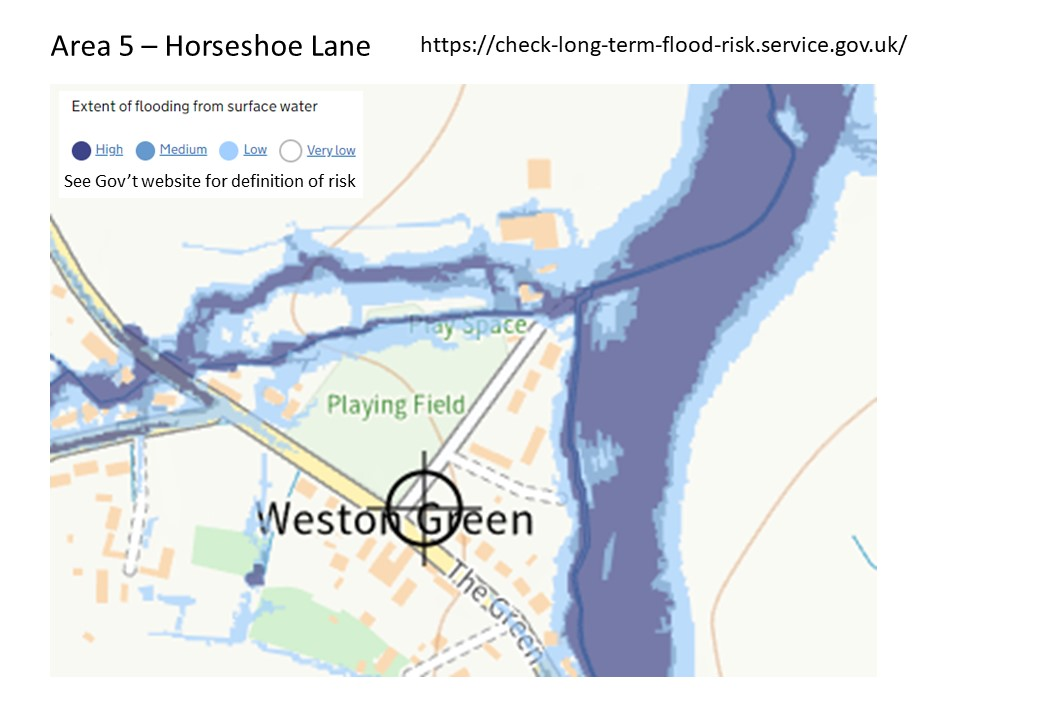 Area 5 – Horseshoe Lane
https://check-long-term-flood-risk.service.gov.uk/
Extent of flooding from surface water
High Medium Low Very low
See Gov't website for definition of risk
Play Space
Playing Field
Weston Green
The Green